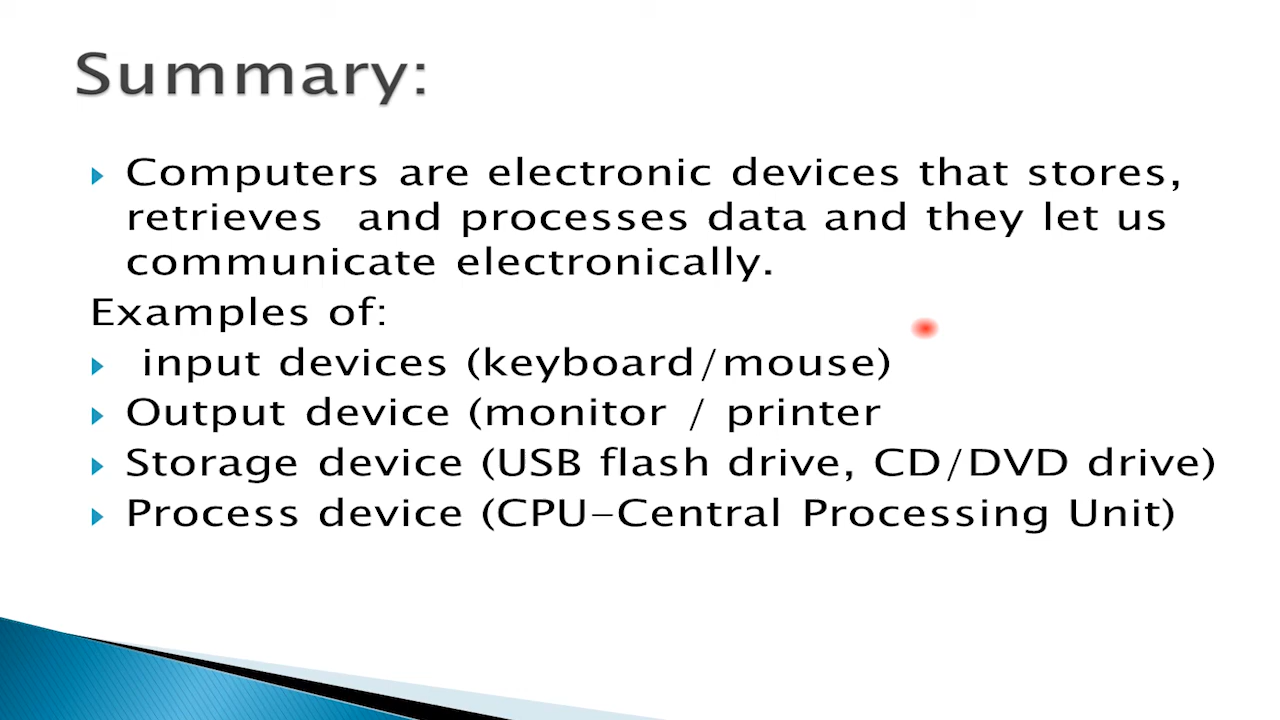 Summary:
Computers are electronic devices that stores,
retrieves  and processes data and they let us
communicate electronically.
Examples of:
input devices (keyboard/mouse)
Output device (monitor / printer
Storage device (USB flash drive, CD/DVD drive)
Process device (CPU–Central Processing Unit)